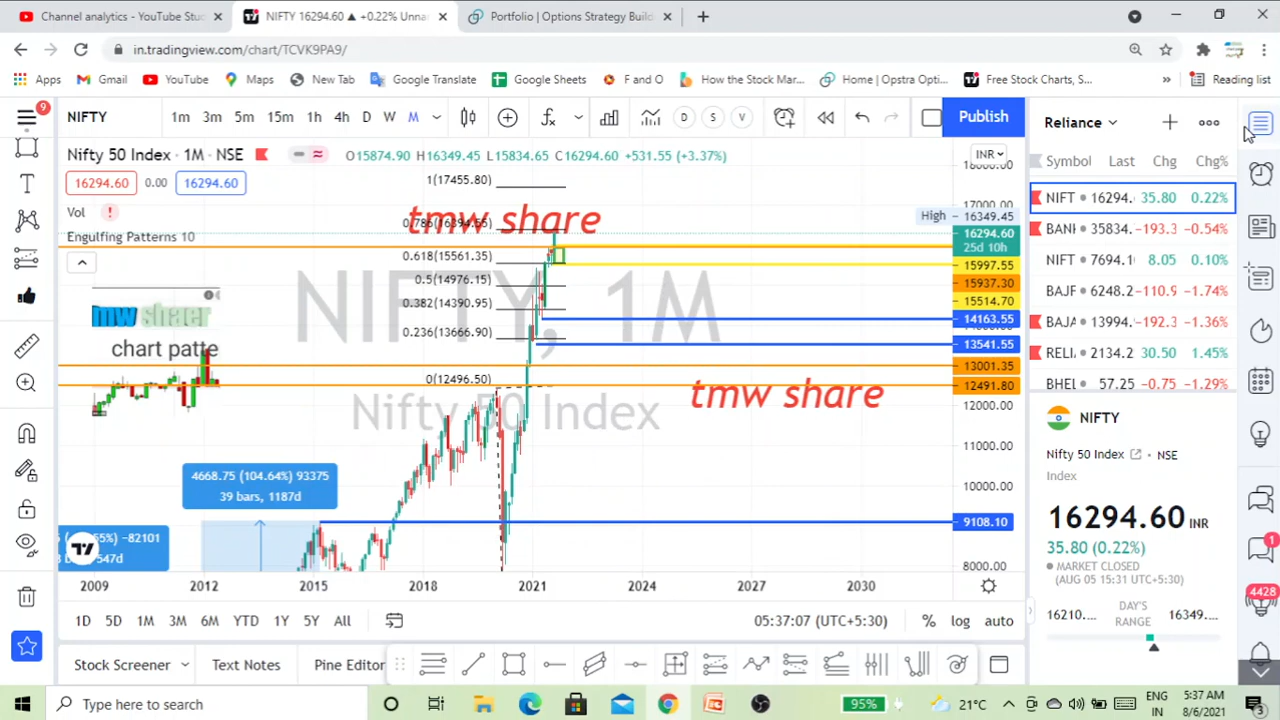 Channel analytics - YouTube Stu
NIFTY 16294.60 ▲ +0.22% Unna
Portfolio | Options Strategy Buil
in.tradingview.com/chart/TCVK9PA9/
Apps
Gmail
YouTube
Maps
New Tab
Google Translate
Google Sheets
F and O
How the Stock Mar...
Home | Opstra Opti...
Free Stock Charts, S...
»
Reading list
9
NIFTY
1m 3m 5m 15m 1h 4h D W M
D S V
Publish
Reliance
Nifty 50 Index · 1M · NSE
O15874.90 H16349.45 L15834.65 C16294.60 +531.55 (+3.37%)
INR
16294.60 0.00 16294.60
Vol
Engulfing Patterns 10
Symbol Last Chg Chg%
NIFT 16294. 35.80 0.22%
BANI 35834. -193.3 -0.54%
NIFT 7694.1 8.05 0.10%
BAJF 6248.2 -110.9 -1.74%
BAJA 13994. -192.3 -1.36%
RELI 2134.2 30.50 1.45%
BHEL 57.25 -0.75 -1.29%
1(17455.80)
0.786(16394.55)
0.618(15561.35)
0.5(14976.15)
0.382(14390.95)
0.236(13666.90)
0(12496.50)
tmw share
tmw share
NIFTY, 1M
Nifty 50 Index
mw shaer
chart patte
4668.75 (104.64%) 93375
39 bars, 1187d
%) −82101
547d
18000.00
17000.00
High 16349.45
16294.60
25d 10h
15997.55
15937.30
15514.70
14163.55
13541.55
13001.35
12491.80
12000.00
11000.00
10000.00
9108.10
8000.00
2009 2012 2015 2018 2021 2024 2027 2030
NIFTY
Nifty 50 Index · NSE
Index
16294.60 INR
35.80 (0.22%)
MARKET CLOSED
(AUG 05 15:31 UTC+5:30)
16210.... DAY'S RANGE 16349....
1
4428
1D 5D 1M 3M 6M YTD 1Y 5Y All
05:37:07 (UTC+5:30)
% log auto
Stock Screener
Text Notes
Pine Editor
Type here to search
95%
21°C
ENG
IN
5:37 AM
8/6/2021
3